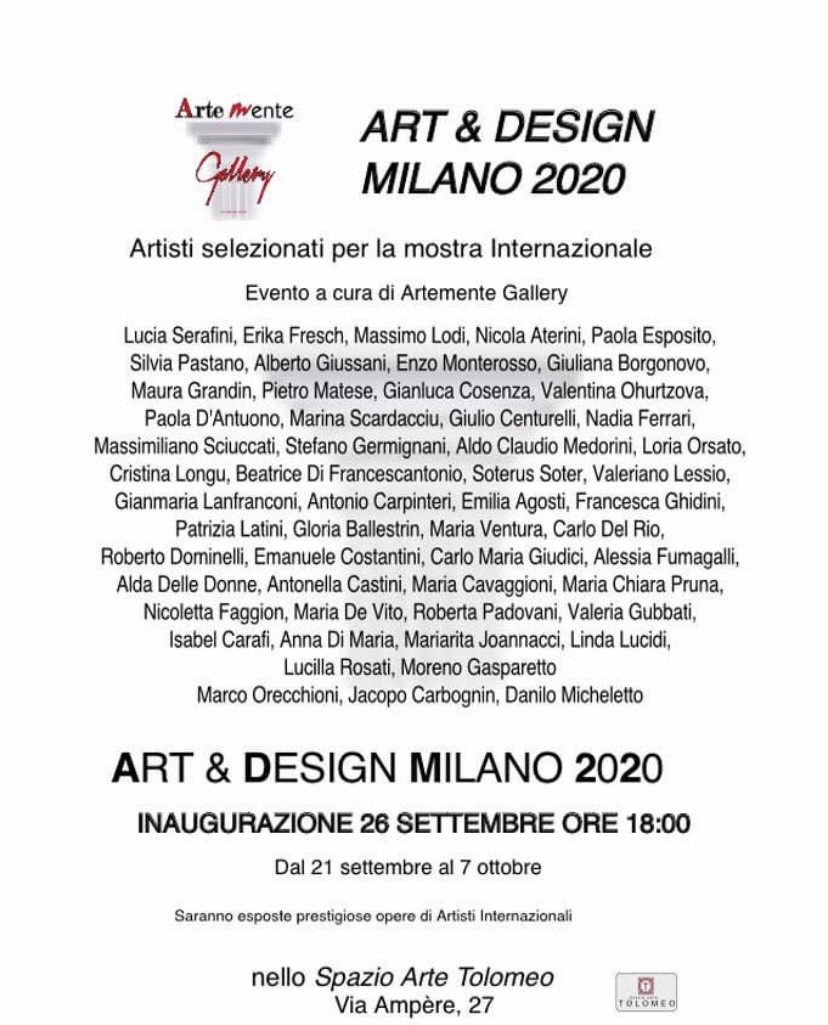 Arte mente
Gallery
ART & DESIGN
MILANO 2020
Artisti selezionati per la mostra Internazionale
Evento a cura di Artemente Gallery
Lucia Serafini, Erika Fresch, Massimo Lodi, Nicola Aterini, Paola Esposito,
Silvia Pastano, Alberto Giussani, Enzo Monterosso, Giuliana Borgonovo,
Maura Grandin, Pietro Matese, Gianluca Cosenza, Valentina Ohurtzova,
Paola D'Antuono, Marina Scardacciu, Giulio Centurelli, Nadia Ferrari,
Massimiliano Sciuccati, Stefano Germignani, Aldo Claudio Medorini, Loria Orsato,
Cristina Longu, Beatrice Di Francescantonio, Soterus Soter, Valeriano Lessio,
Gianmaria Lanfranconi, Antonio Carpinteri, Emilia Agosti, Francesca Ghidini,
Patrizia Latini, Gloria Ballestrin, Maria Ventura, Carlo Del Rio,
Roberto Dominelli, Emanuele Costantini, Carlo Maria Giudici, Alessia Fumagalli,
Alda Delle Donne, Antonella Castini, Maria Cavaggioni, Maria Chiara Pruna,
Nicoletta Faggion, Maria De Vito, Roberta Padovani, Valeria Gubbati,
Isabel Carafi, Anna Di Maria, Mariarita Joannacci, Linda Lucidi,
Lucilla Rosati, Moreno Gasparetto
Marco Orecchioni, Jacopo Carbognin, Danilo Micheletto
ART & DESIGN MILANO 2020
INAUGURAZIONE 26 SETTEMBRE ORE 18:00
Dal 21 settembre al 7 ottobre
Saranno esposte prestigiose opere di Artisti Internazionali
nello Spazio Arte Tolomeo
Via Ampère, 27
TOLOMEO